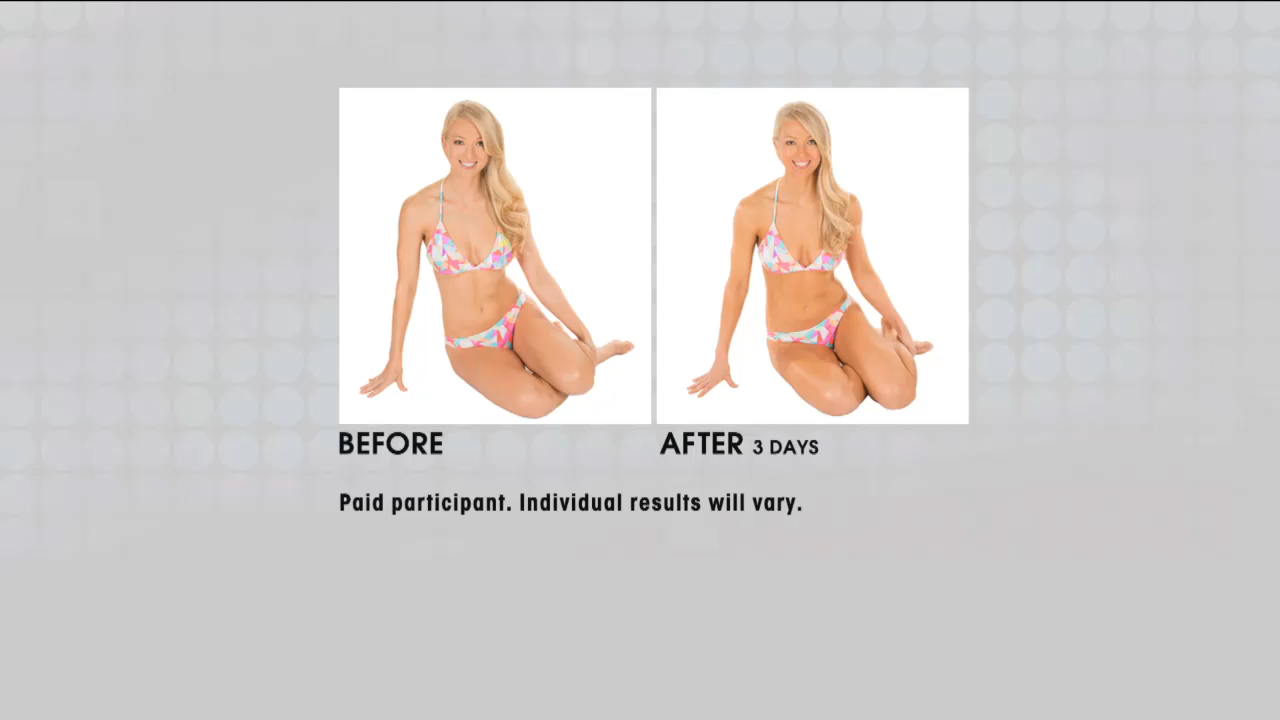 BEFORE
AFTER 3 DAYS
Paid participant. Individual results will vary.